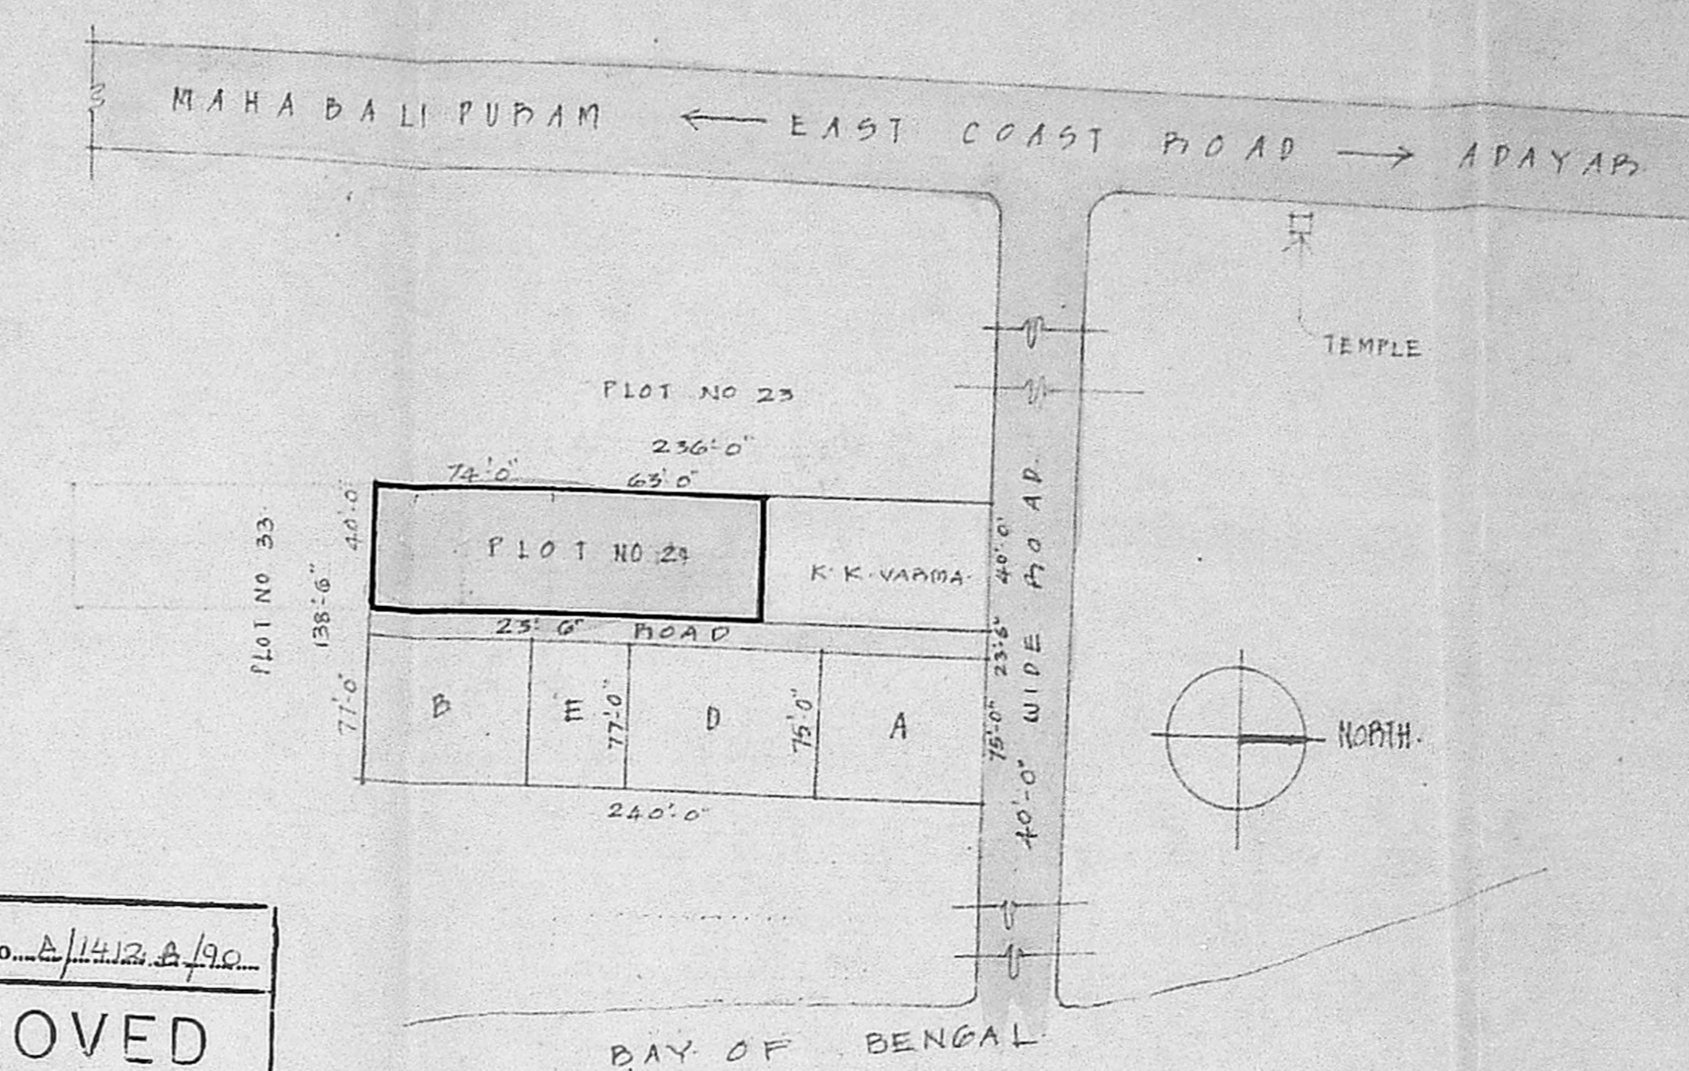 MAHABALIPURAM ← EAST COAST ROAD → ADAYAR
TEMPLE
PLOT NO 23
236'-0"
74'-0" 63'-0"
PLOT NO 33
138'-6"
40'-0"
77'-0"
PLOT NO 24
K. K. VARMA.
40'-0"
23'-6"
75'-0"
40'-0" WIDE ROAD
23'-6" ROAD
B
E
77'-0"
D
75'-0"
A
240'-0"
NORTH.
A/1412 B/90
OVED
BAY OF BENGAL